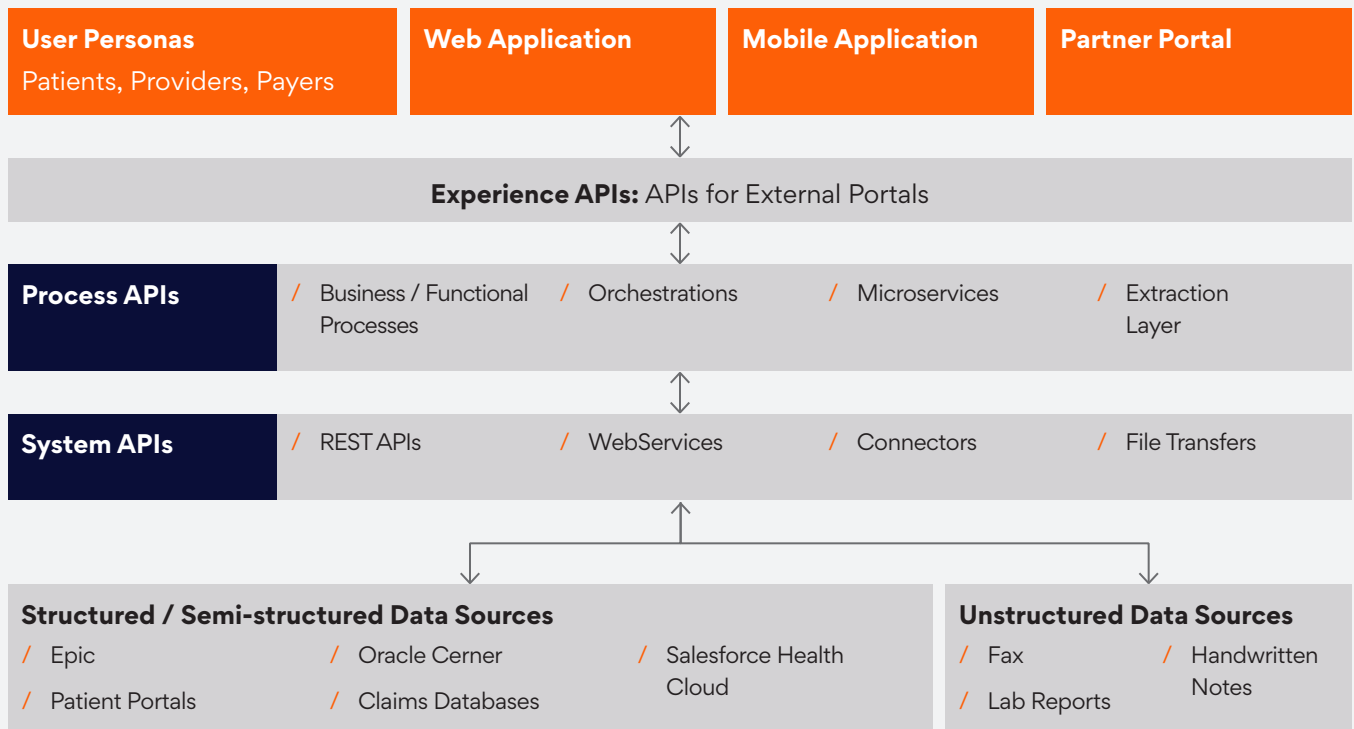 User Personas
Patients, Providers, Payers
Web Application
Mobile Application
Partner Portal
Experience APIs: APIs for External Portals
Process APIs
/ Business / Functional
Processes
/ Orchestrations
/ Microservices
/ Extraction
Layer
System APIs
/ REST APIs
/ WebServices
/ Connectors
/ File Transfers
Structured / Semi-structured Data Sources
/ Epic
/ Patient Portals
/ Oracle Cerner
/ Claims Databases
/ Salesforce Health
Cloud
Unstructured Data Sources
/ Fax
/ Lab Reports
/ Handwritten
Notes